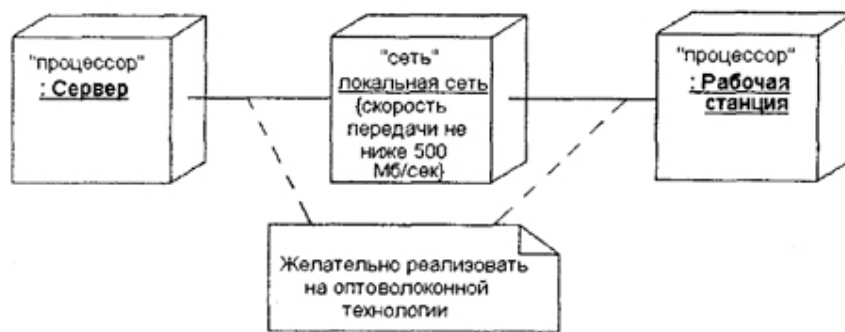 "процессор"
: Сервер
"сеть"
локальная сеть
{скорость
передачи не
ниже 500
Мб/сек}
"процессор"
: Рабочая
станция
Желательно реализовать
на оптоволоконной
технологии